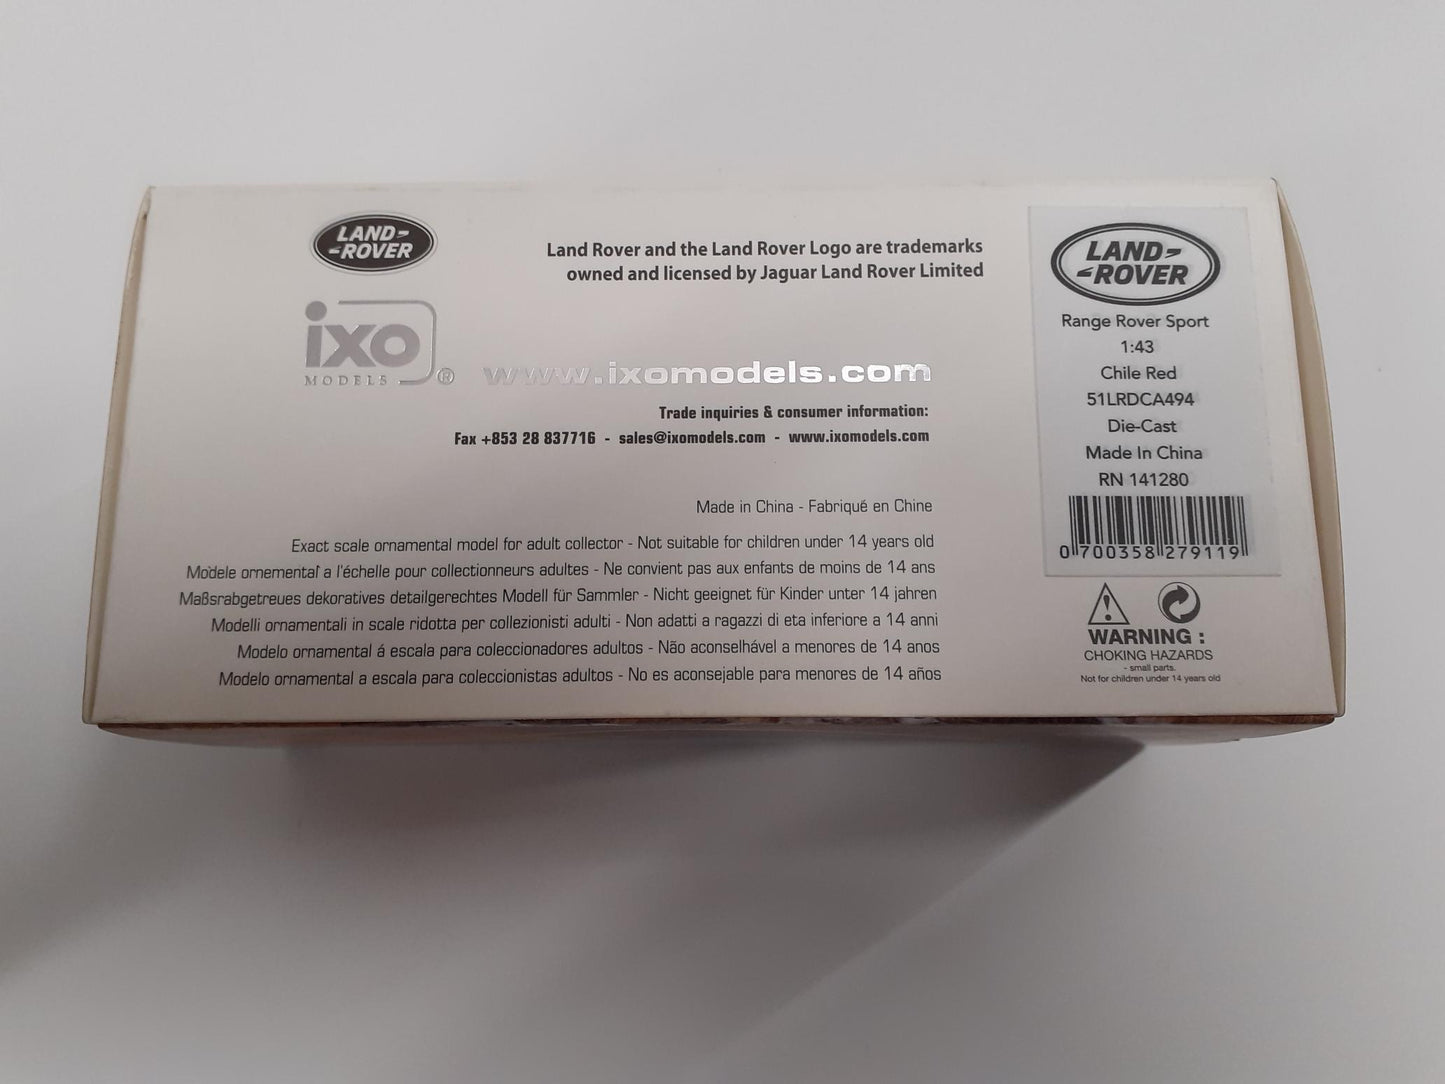 LAND-
-ROVER
Land Rover and the Land Rover Logo are trademarks
owned and licensed by Jaguar Land Rover Limited
ixo
MODELS ®
www.ixomodels.com
Trade inquiries & consumer information:
Fax +853 28 837716 - sales@ixomodels.com - www.ixomodels.com
Made in China - Fabriqué en Chine
Exact scale ornamental model for adult collector - Not suitable for children under 14 years old
Modele ornemental a l'échelle pour collectionneurs adultes - Ne convient pas aux enfants de moins de 14 ans
Maßsrabgetreues dekoratives detailgerechtes Modell für Sammler - Nicht geeignet für Kinder unter 14 jahren
Modelli ornamentali in scale ridotta per collezionisti adulti - Non adatti a ragazzi di eta inferiore a 14 anni
Modelo ornamental á escala para coleccionadores adultos - Não aconselhável a menores de 14 anos
Modelo ornamental a escala para coleccionistas adultos - No es aconsejable para menores de 14 años
LAND-
-ROVER
Range Rover Sport
1:43
Chile Red
51LRDCA494
Die-Cast
Made In China
RN 141280
0 700358 279119
WARNING :
CHOKING HAZARDS
- small parts.
Not for children under 14 years old